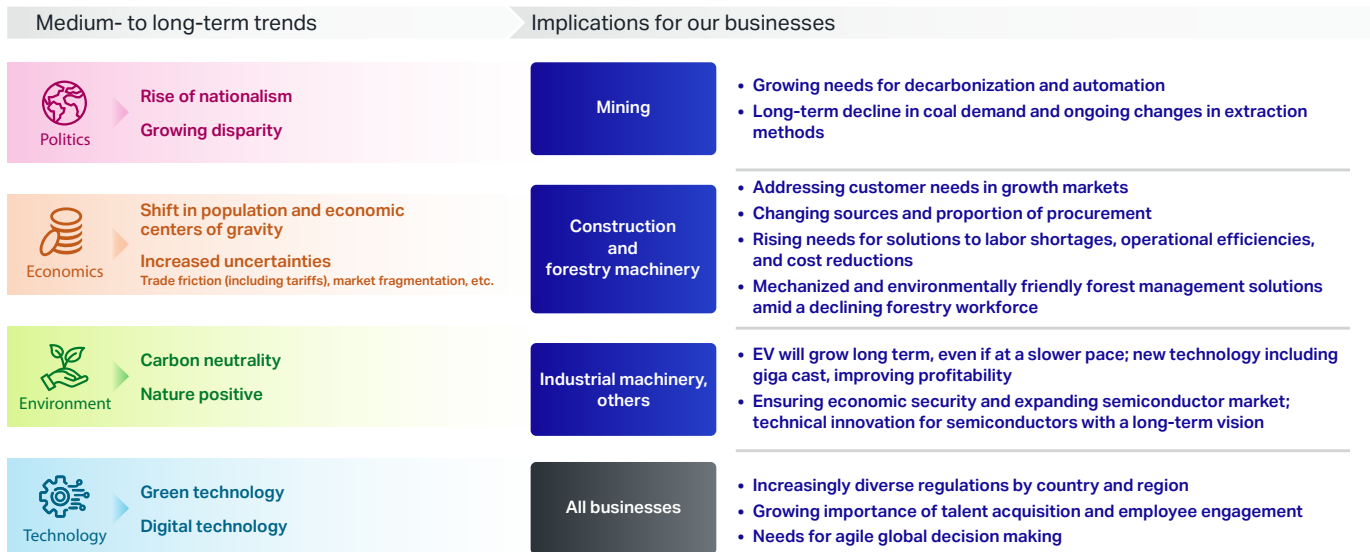 Medium- to long-term trends
Implications for our businesses
Politics
Rise of nationalism
Growing disparity
Economics
Shift in population and economic
centers of gravity
Increased uncertainties
Trade friction (including tariffs), market fragmentation, etc.
Environment
Carbon neutrality
Nature positive
Technology
Green technology
Digital technology
Mining
• Growing needs for decarbonization and automation
• Long-term decline in coal demand and ongoing changes in extraction
methods
Construction
and
forestry machinery
• Addressing customer needs in growth markets
• Changing sources and proportion of procurement
• Rising needs for solutions to labor shortages, operational efficiencies,
and cost reductions
• Mechanized and environmentally friendly forest management solutions
amid a declining forestry workforce
Industrial machinery,
others
• EV will grow long term, even if at a slower pace; new technology including
giga cast, improving profitability
• Ensuring economic security and expanding semiconductor market;
technical innovation for semiconductors with a long-term vision
All businesses
• Increasingly diverse regulations by country and region
• Growing importance of talent acquisition and employee engagement
• Needs for agile global decision making